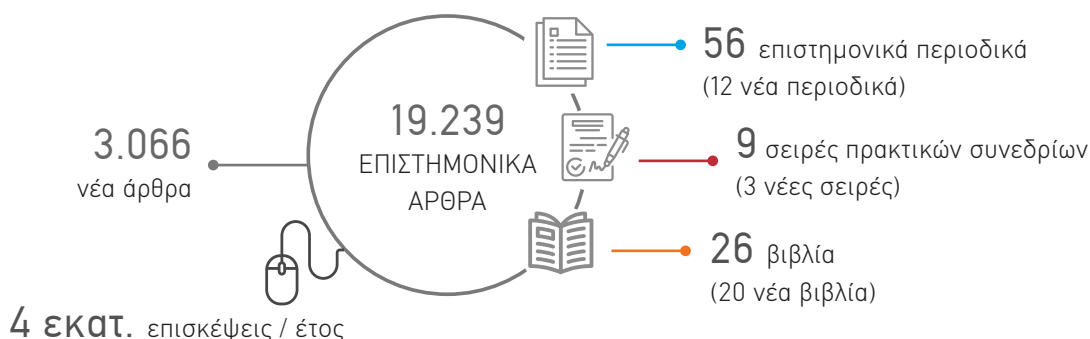 56 επιστημονικά περιοδικά
(12 νέα περιοδικά)
19.239
ΕΠΙΣΤΗΜΟΝΙΚΑ
ΑΡΘΡΑ
3.066
νέα άρθρα
9 σειρές πρακτικών συνεδρίων
(3 νέες σειρές)
26 βιβλία
(20 νέα βιβλία)
4 εκατ. επισκέψεις / έτος